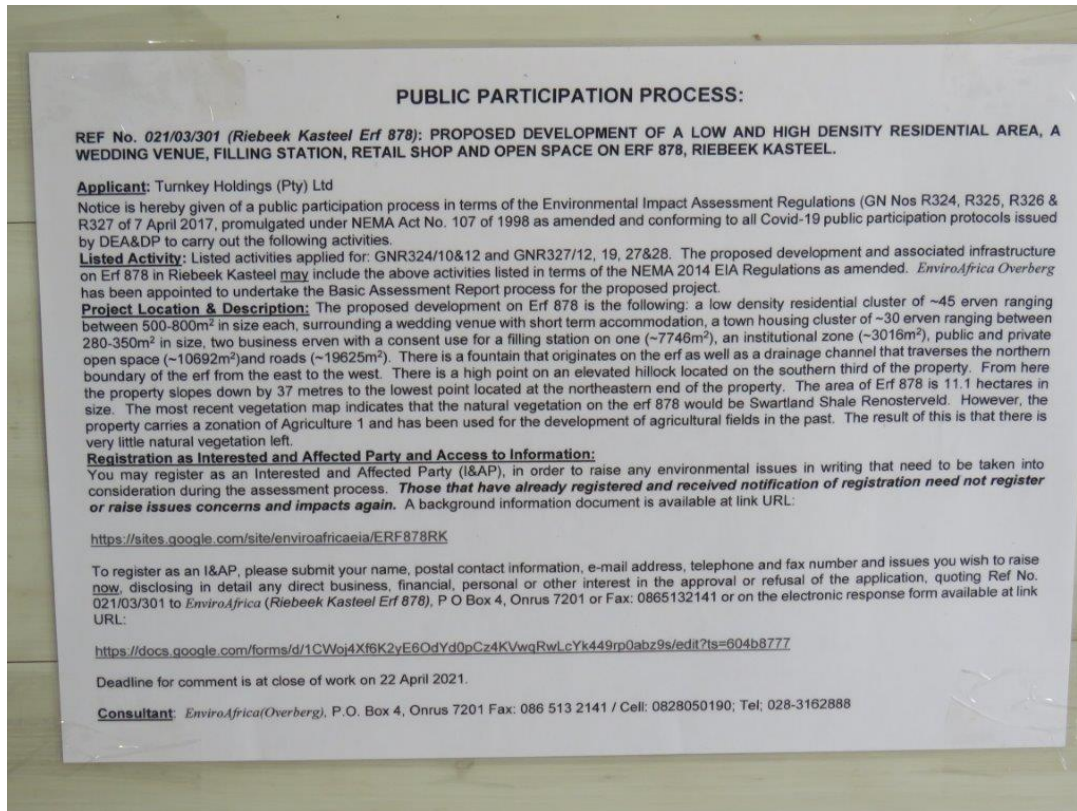 PUBLIC PARTICIPATION PROCESS:
REF No. 021/03/301 (Riebeek Kasteel Erf 878): PROPOSED DEVELOPMENT OF A LOW AND HIGH DENSITY RESIDENTIAL AREA, A
WEDDING VENUE, FILLING STATION, RETAIL SHOP AND OPEN SPACE ON ERF 878, RIEBEEK KASTEEL.
Applicant: Turnkey Holdings (Pty) Ltd
Notice is hereby given of a public participation process in terms of the Environmental Impact Assessment Regulations (GN Nos R324, R325, R326 &
R327 of 7 April 2017, promulgated under NEMA Act No. 107 of 1998 as amended and conforming to all Covid-19 public participation protocols issued
by DEA&DP to carry out the following activities.
Listed Activity: Listed activities applied for: GNR324/10&12 and GNR327/12, 19, 27&28. The proposed development and associated infrastructure
on Erf 878 in Riebeek Kasteel may include the above activities listed in terms of the NEMA 2014 EIA Regulations as amended. EnviroAfrica Overberg
has been appointed to undertake the Basic Assessment Report process for the proposed project.
Project Location & Description: The proposed development on Erf 878 is the following: a low density residential cluster of ~45 erven ranging
between 500-800m² in size each, surrounding a wedding venue with short term accommodation, a town housing cluster of ~30 erven ranging between
280-350m² in size, two business erven with a consent use for a filling station on one (~7746m²), an institutional zone (~3016m²), public and private
open space (~10692m²)and roads (~19625m²). There is a fountain that originates on the erf as well as a drainage channel that traverses the northern
boundary of the erf from the east to the west. There is a high point on an elevated hillock located on the southern third of the property. From here
the property slopes down by 37 metres to the lowest point located at the northeastern end of the property. The area of Erf 878 is 11.1 hectares in
size. The most recent vegetation map indicates that the natural vegetation on the erf 878 would be Swartland Shale Renosterveld. However, the
property carries a zonation of Agriculture 1 and has been used for the development of agricultural fields in the past. The result of this is that there is
very little natural vegetation left.
Registration as Interested and Affected Party and Access to Information:
You may register as an Interested and Affected Party (I&AP), in order to raise any environmental issues in writing that need to be taken into
consideration during the assessment process. Those that have already registered and received notification of registration need not register
or raise issues concerns and impacts again. A background information document is available at link URL:
https://sites.google.com/site/enviroafricaeia/ERF878RK
To register as an I&AP, please submit your name, postal contact information, e-mail address, telephone and fax number and issues you wish to raise
now, disclosing in detail any direct business, financial, personal or other interest in the approval or refusal of the application, quoting Ref No.
021/03/301 to EnviroAfrica (Riebeek Kasteel Erf 878), P O Box 4, Onrus 7201 or Fax: 0865132141 or on the electronic response form available at link
URL:
https://docs.google.com/forms/d/1CWoj4Xf6K2yE6OdYd0pCz4KVwqRwLcYk449rp0abz9s/edit?ts=604b8777
Deadline for comment is at close of work on 22 April 2021.
Consultant: EnviroAfrica(Overberg), P.O. Box 4, Onrus 7201 Fax: 086 513 2141 / Cell: 0828050190; Tel; 028-3162888